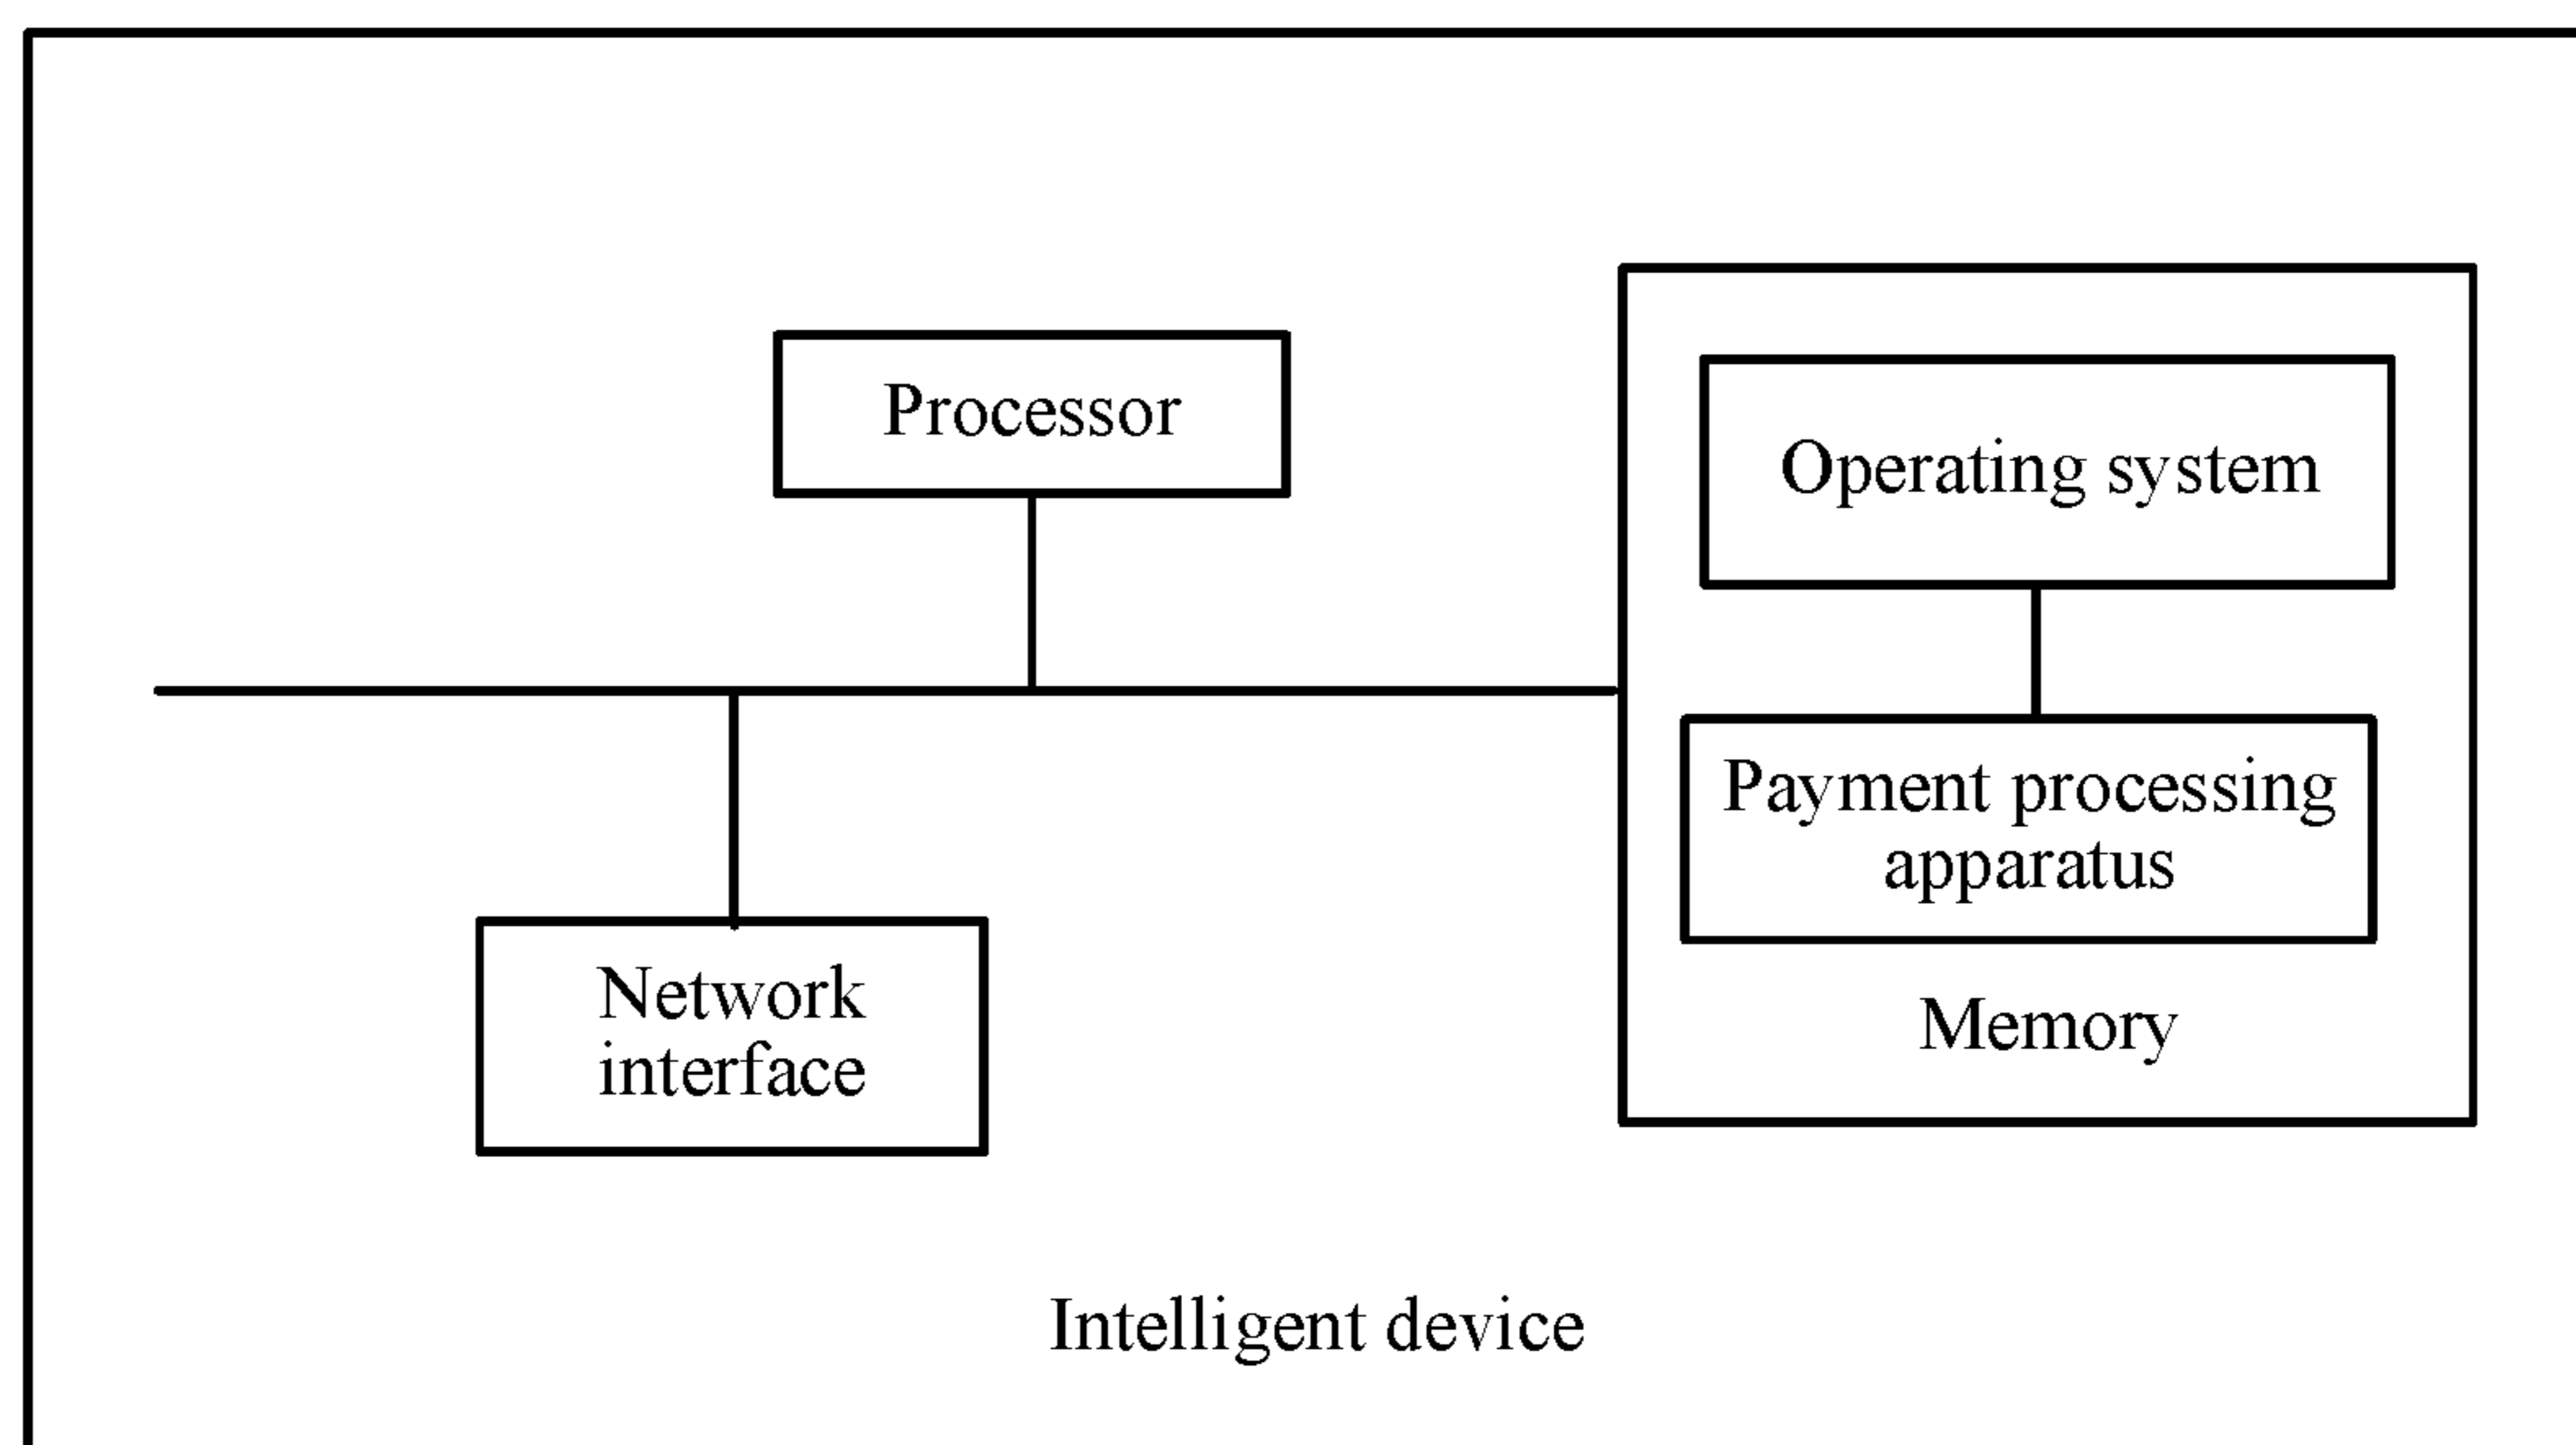 Processor
Operating system
Payment processing
apparatus
Network
interface
Memory
Intelligent device